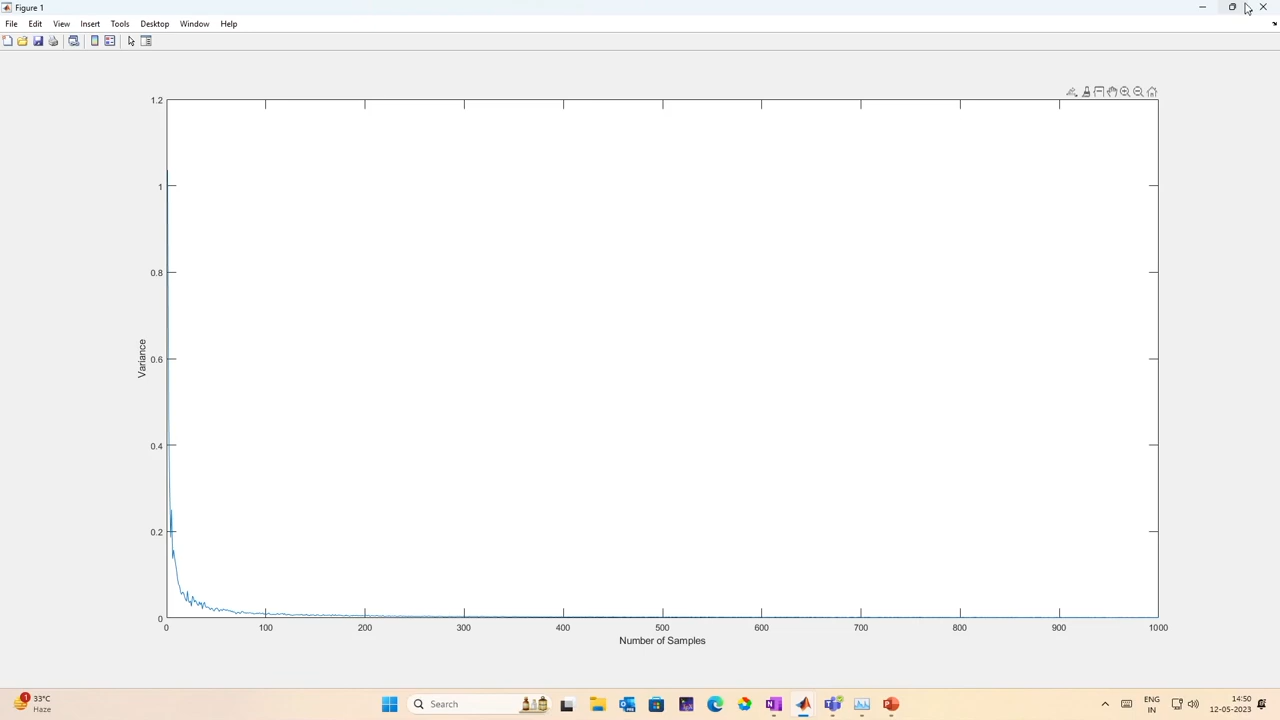 Figure 1
File Edit View Insert Tools Desktop Window Help
1.2
1
0.8
0.6
0.4
0.2
0
Variance
0 100 200 300 400 500 600 700 800 900 1000
Number of Samples
1
33°C
Haze
Search
ENG
IN
14:50
12-05-2023